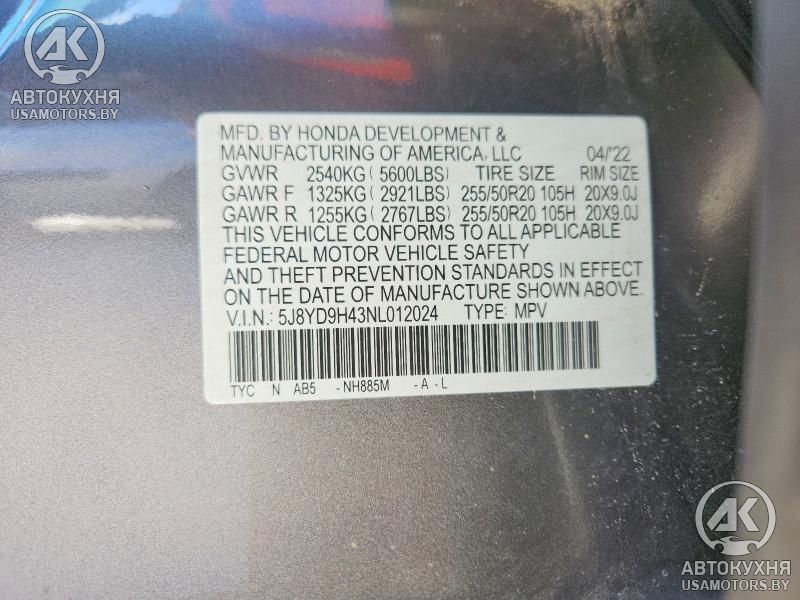 AK
АВТОКУХНЯ
USAMOTORS.BY
MFD. BY HONDA DEVELOPMENT &
MANUFACTURING OF AMERICA, LLC 04/'22
GVWR 2540KG ( 5600LBS) TIRE SIZE RIM SIZE
GAWR F 1325KG ( 2921LBS) 255/50R20 105H 20X9.0J
GAWR R 1255KG ( 2767LBS) 255/50R20 105H 20X9.0J
THIS VEHICLE CONFORMS TO ALL APPLICABLE
FEDERAL MOTOR VEHICLE SAFETY
AND THEFT PREVENTION STANDARDS IN EFFECT
ON THE DATE OF MANUFACTURE SHOWN ABOVE.
V.I.N.: 5J8YD9H43NL012024 TYPE: MPV
TYC N AB5 - NH885M - A - L
AK
АВТОКУХНЯ
USAMOTORS.BY